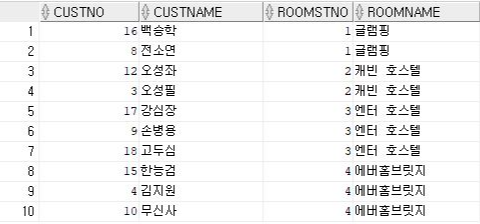 CUSTNO CUSTNAME ROOMSTNO ROOMNAME
1 16 백승학 1 글램핑
2 8 전소연 1 글램핑
3 12 오성좌 2 캐빈 호스텔
4 3 오성필 2 캐빈 호스텔
5 17 강심장 3 엔터 호스텔
6 9 손병용 3 엔터 호스텔
7 18 고두심 3 엔터 호스텔
8 15 한능검 4 에버홈브릿지
9 4 김지원 4 에버홈브릿지
10 10 무신사 4 에버홈브릿지